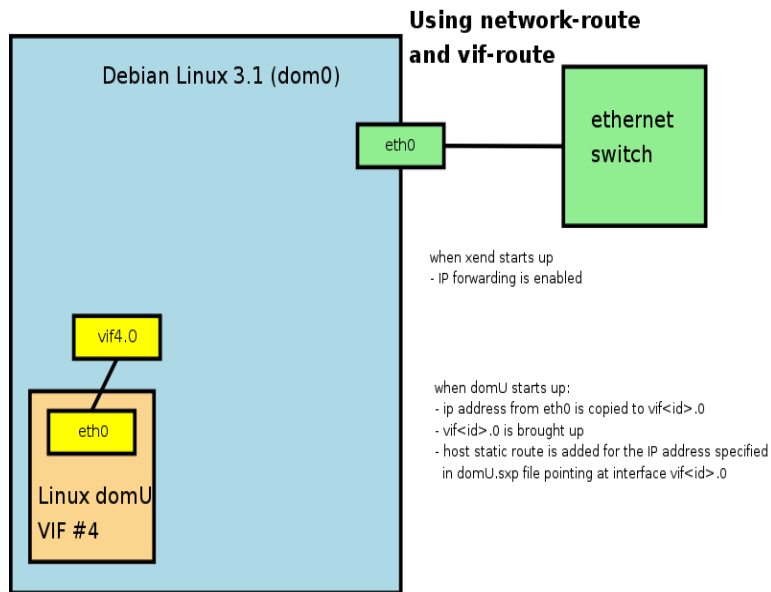 Using network-route
and vif-route
Debian Linux 3.1 (dom0)
eth0
ethernet
switch
when xend starts up
- IP forwarding is enabled
vif4.0
eth0
Linux domU
VIF #4
when domU starts up:
- ip address from eth0 is copied to vif<id>.0
- vif<id>.0 is brought up
- host static route is added for the IP address specified
in domU.sxp file pointing at interface vif<id>.0